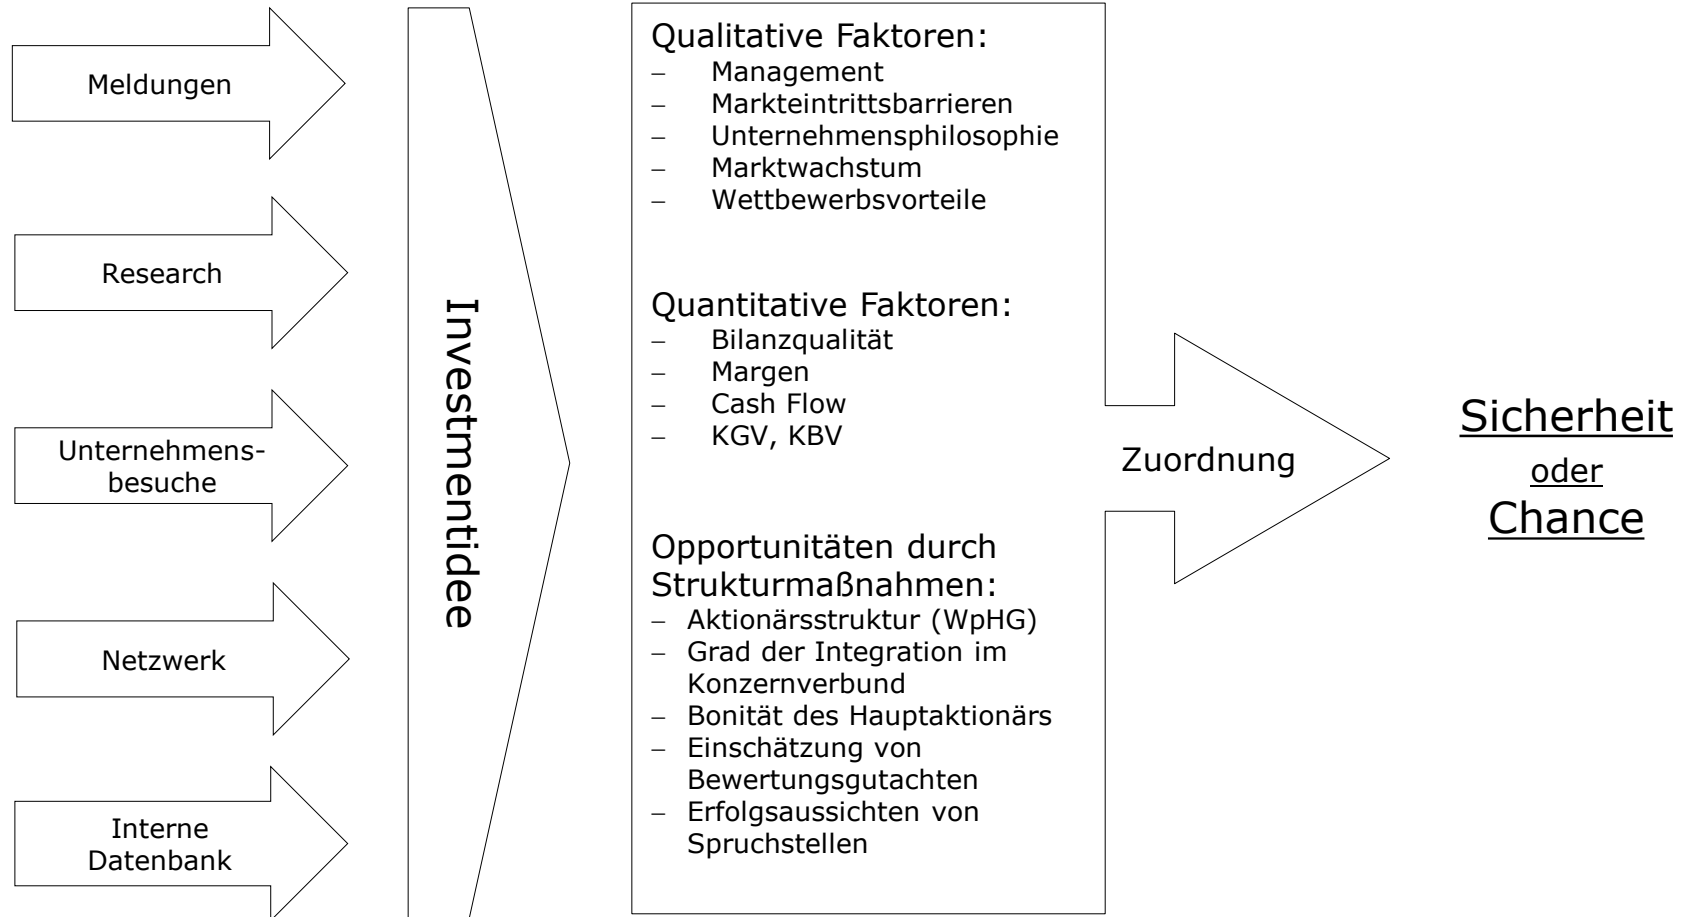 Meldungen
Research
Unternehmens-
besuche
Netzwerk
Interne
Datenbank
Investmentidee
Qualitative Faktoren:
– Management
– Markteintrittsbarrieren
– Unternehmensphilosophie
– Marktwachstum
– Wettbewerbsvorteile
Quantitative Faktoren:
– Bilanzqualität
– Margen
– Cash Flow
– KGV, KBV
Opportunitäten durch
Strukturmaßnahmen:
– Aktionärsstruktur (WpHG)
– Grad der Integration im
Konzernverbund
– Bonität des Hauptaktionärs
– Einschätzung von
Bewertungsgutachten
– Erfolgsaussichten von
Spruchstellen
Zuordnung
Sicherheit
oder
Chance